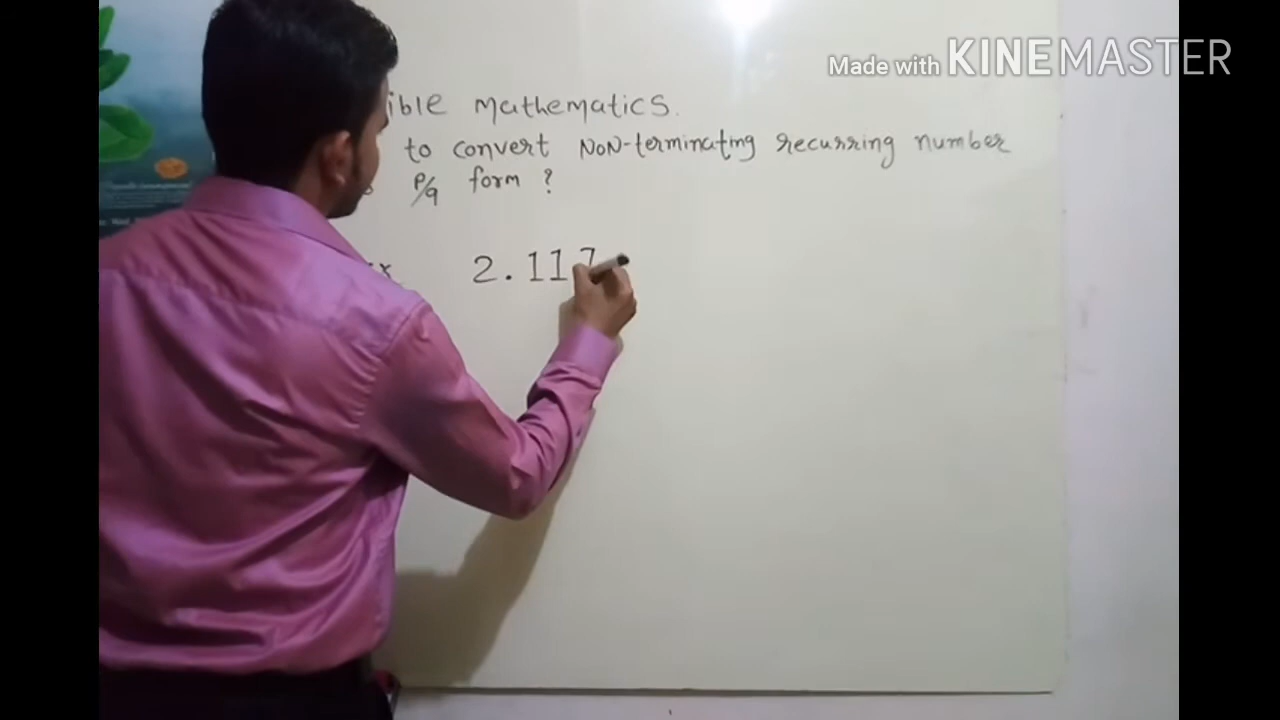 Made with KINEMASTER
ible mathematics.
to convert NON-terminating recurring number
P/q form ?
2.117